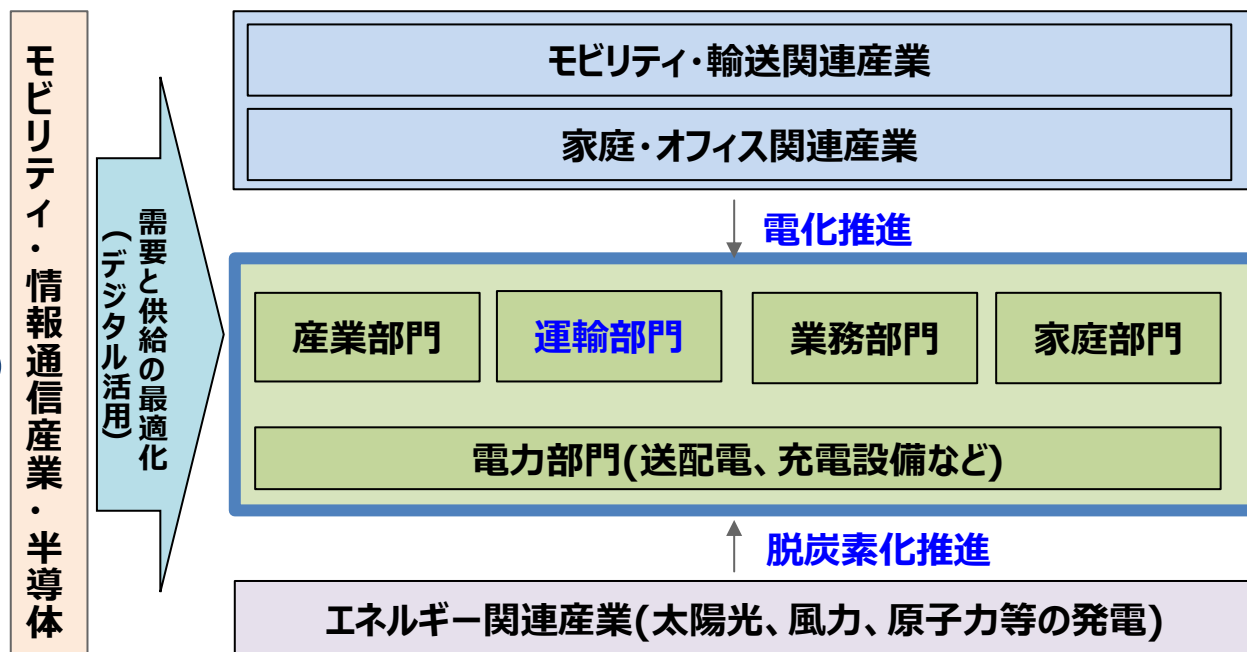 モビリティ・情報通信産業・半導体
需要と供給の最適化
(デジタル活用)
モビリティ・輸送関連産業
家庭・オフィス関連産業
電化推進
産業部門
運輸部門
業務部門
家庭部門
電力部門(送配電、充電設備など)
脱炭素化推進
エネルギー関連産業(太陽光、風力、原子力等の発電)